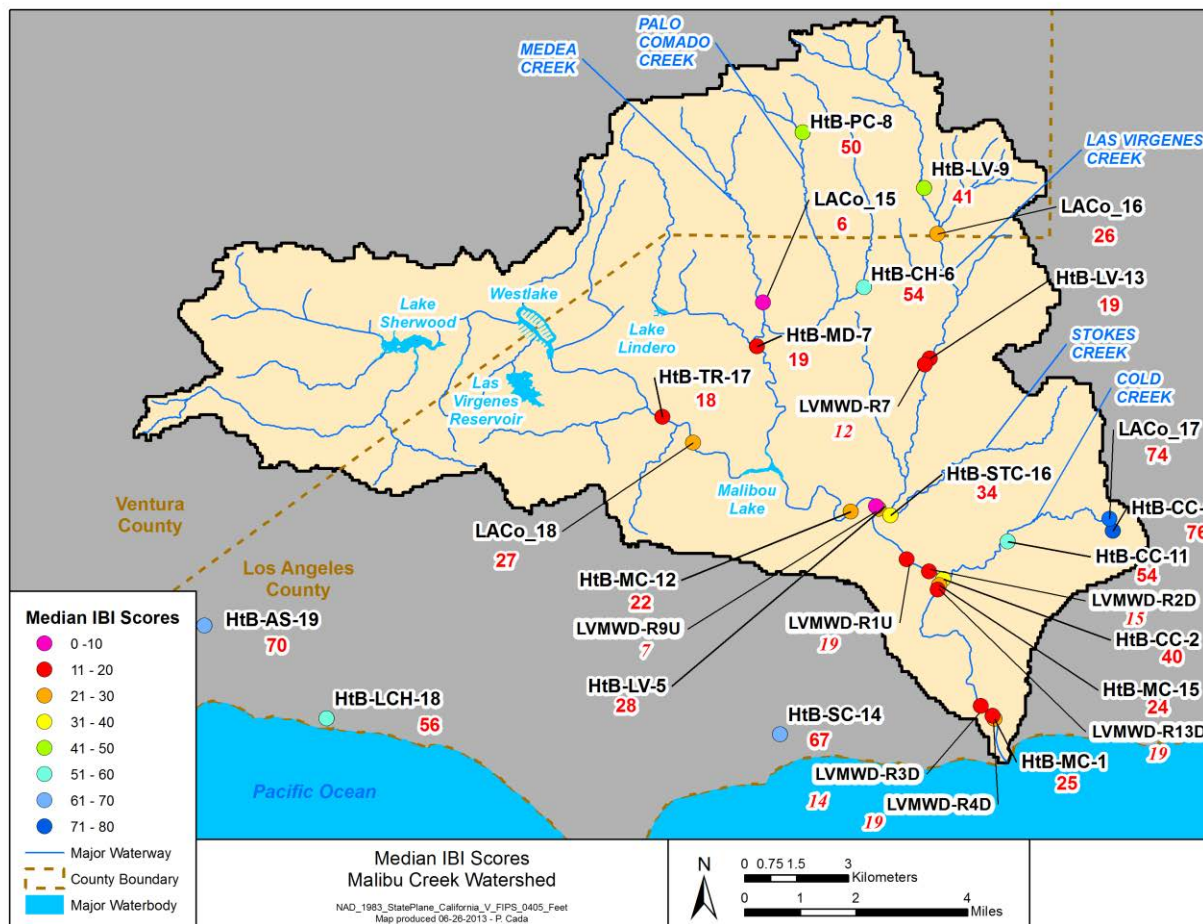 PALO
COMADO
CREEK
MEDEA
CREEK
HtB-PC-8
50
LAS VIRGENES
CREEK
HtB-LV-9
41
LACo_15
6
LACo_16
26
HtB-CH-6
54
HtB-LV-13
19
Westlake
Lake
Sherwood
Lake
Lindero
HtB-MD-7
19
STOKES
CREEK
HtB-TR-17
18
Las
Virgenes
Reservoir
LVMWD-R7
12
COLD
CREEK
LACo_17
74
HtB-STC-16
34
Malibou
Lake
Ventura
County
HtB-CC-
76
LACo_18
27
HtB-CC-11
54
Los Angeles
County
HtB-MC-12
22
LVMWD-R2D
15
LVMWD-R9U
7
LVMWD-R1U
19
HtB-CC-2
40
HtB-AS-19
70
HtB-LV-5
28
HtB-MC-15
24
HtB-LCH-18
56
HtB-SC-14
67
LVMWD-R13D
19
HtB-MC-1
25
LVMWD-R3D
14
LVMWD-R4D
19
Pacific Ocean
Median IBI Scores
0 -10
11 - 20
21 - 30
31 - 40
41 - 50
51 - 60
61 - 70
71 - 80
Major Waterway
County Boundary
Major Waterbody
Median IBI Scores
Malibu Creek Watershed
NAD_1983_StatePlane_California_V_FIPS_0405_Feet
Map produced 06-26-2013 - P. Cada
N
0 0.75 1.5 3
Kilometers
0 1 2 4
Miles